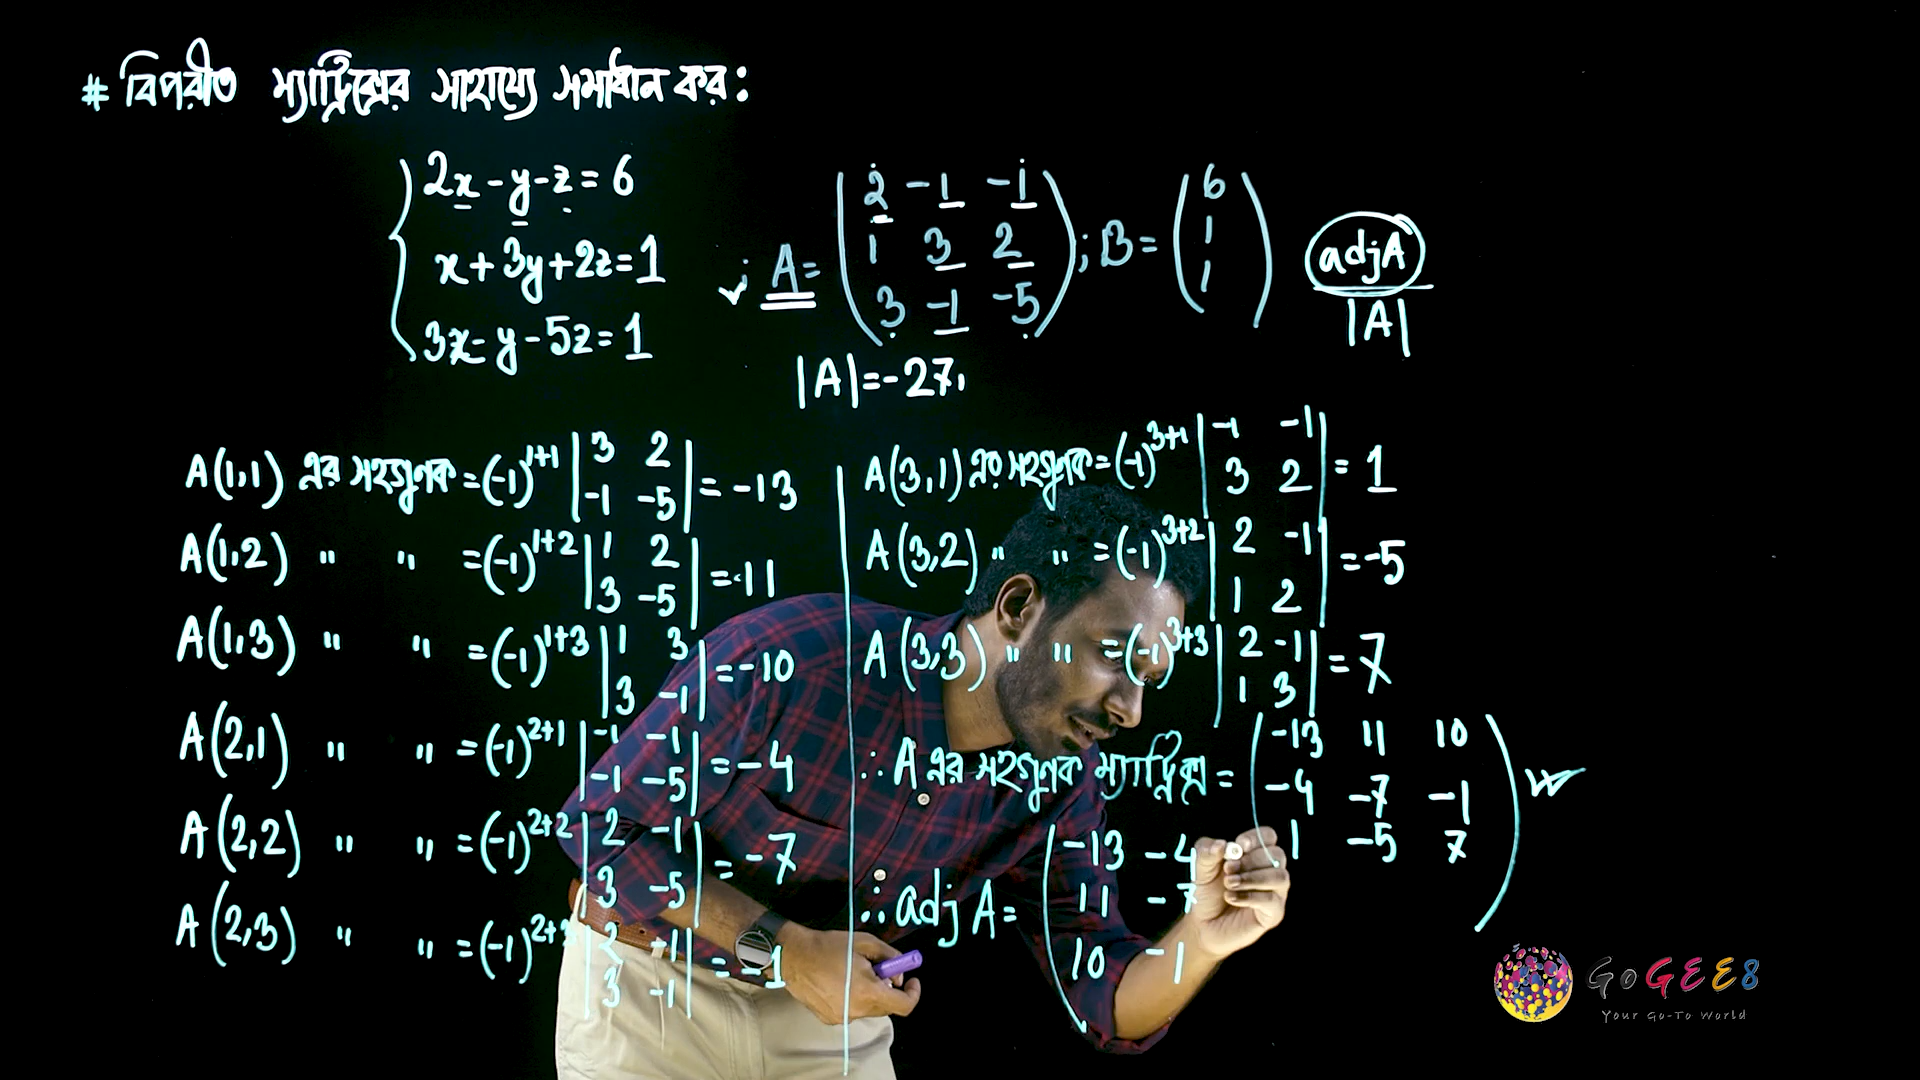 # বিপরীত ম্যাট্রিক্সের সাহায্যে সমাধান কর:
2x - y - z = 6
x + 3y + 2z = 1
3x - y - 5z = 1
; A = ( 2 -1 -1
1 3 2
3 -1 -5 ) ; B = ( 6
1
1 )
adjA
|A|
|A| = -27
A(1,1) এর সহগুণক = (-1)^1+1 | 3 2
-1 -5 | = -13
A(1,2) " " = (-1)^1+2 | 1 2
3 -5 | = 11
A(1,3) " " = (-1)^1+3 | 1 3
3 -1 | = -10
A(2,1) " " = (-1)^2+1 | -1 -1
-1 -5 | = -4
A(2,2) " " = (-1)^2+2 | 2 -1
3 -5 | = -7
A(2,3) " " = (-1)^2+3 | 2 -1
3 -1 | = -1
A(3,1) এর সহগুণক = (-1)^3+1 | -1 -1
3 2 | = 1
A(3,2) " " = (-1)^3+2 | 2 -1
1 2 | = -5
A(3,3) " " = (-1)^3+3 | 2 -1
1 3 | = 7
∴ A এর সহগুণক ম্যাট্রিক্স = ( -13 11 10
-4 -7 -1
1 -5 7 )
∴ adj A = ( -13 -4
11 -7
10 -1
GoGEE8
Your Go-To World